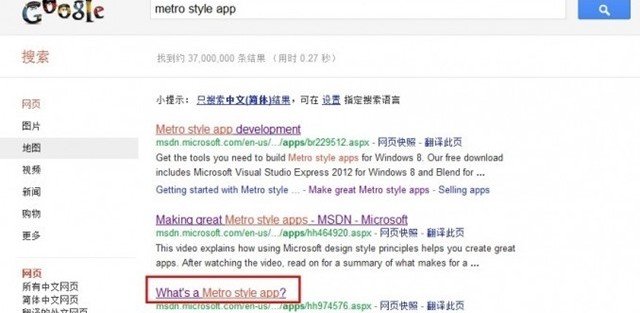 Google
metro style app
搜索
找到约 37,000,000 条结果 （用时 0.27 秒）
网页
图片
地图
视频
新闻
购物
更多
网页
所有中文网页
简体中文网页
翻译的外文网页
小提示： 只搜索中文(简体)结果，可在 设置 指定搜索语言
Metro style app development
msdn.microsoft.com/en-us/.../apps/br229512.aspx - 网页快照 - 翻译此页
Get the tools you need to build Metro style apps for Windows 8. Our free download
includes Microsoft Visual Studio Express 2012 for Windows 8 and Blend for ...
Getting started with Metro style ... - Make great Metro style apps - Selling apps
Making great Metro style apps - MSDN - Microsoft
msdn.microsoft.com/en-us/.../apps/hh464920.aspx - 网页快照 - 翻译此页
This video explains how using Microsoft design style principles helps you create great
apps. After watching the video, read on for a summary of what makes for a ...
What's a Metro style app?
msdn.microsoft.com/en-us/.../apps/hh974576.aspx - 网页快照 - 翻译此页